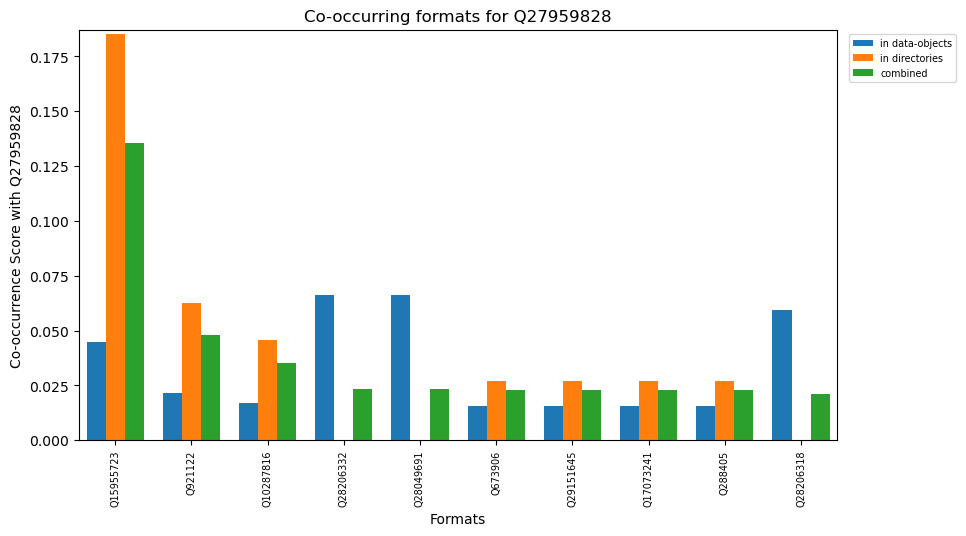 Co-occurring formats for Q27959828
in data-objects
in directories
combined
Co-occurrence Score with Q27959828
0.175
0.150
0.125
0.100
0.075
0.050
0.025
0.000
Q15955723
Q921122
Q10287816
Q28206332
Q28049691
Q673906
Q29151645
Q17073241
Q288405
Q28206318
Formats